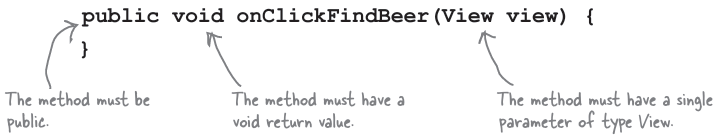 public void onClickFindBeer(View view) {
}
The method must be
public.
The method must have a
void return value.
The method must have a single
parameter of type View.